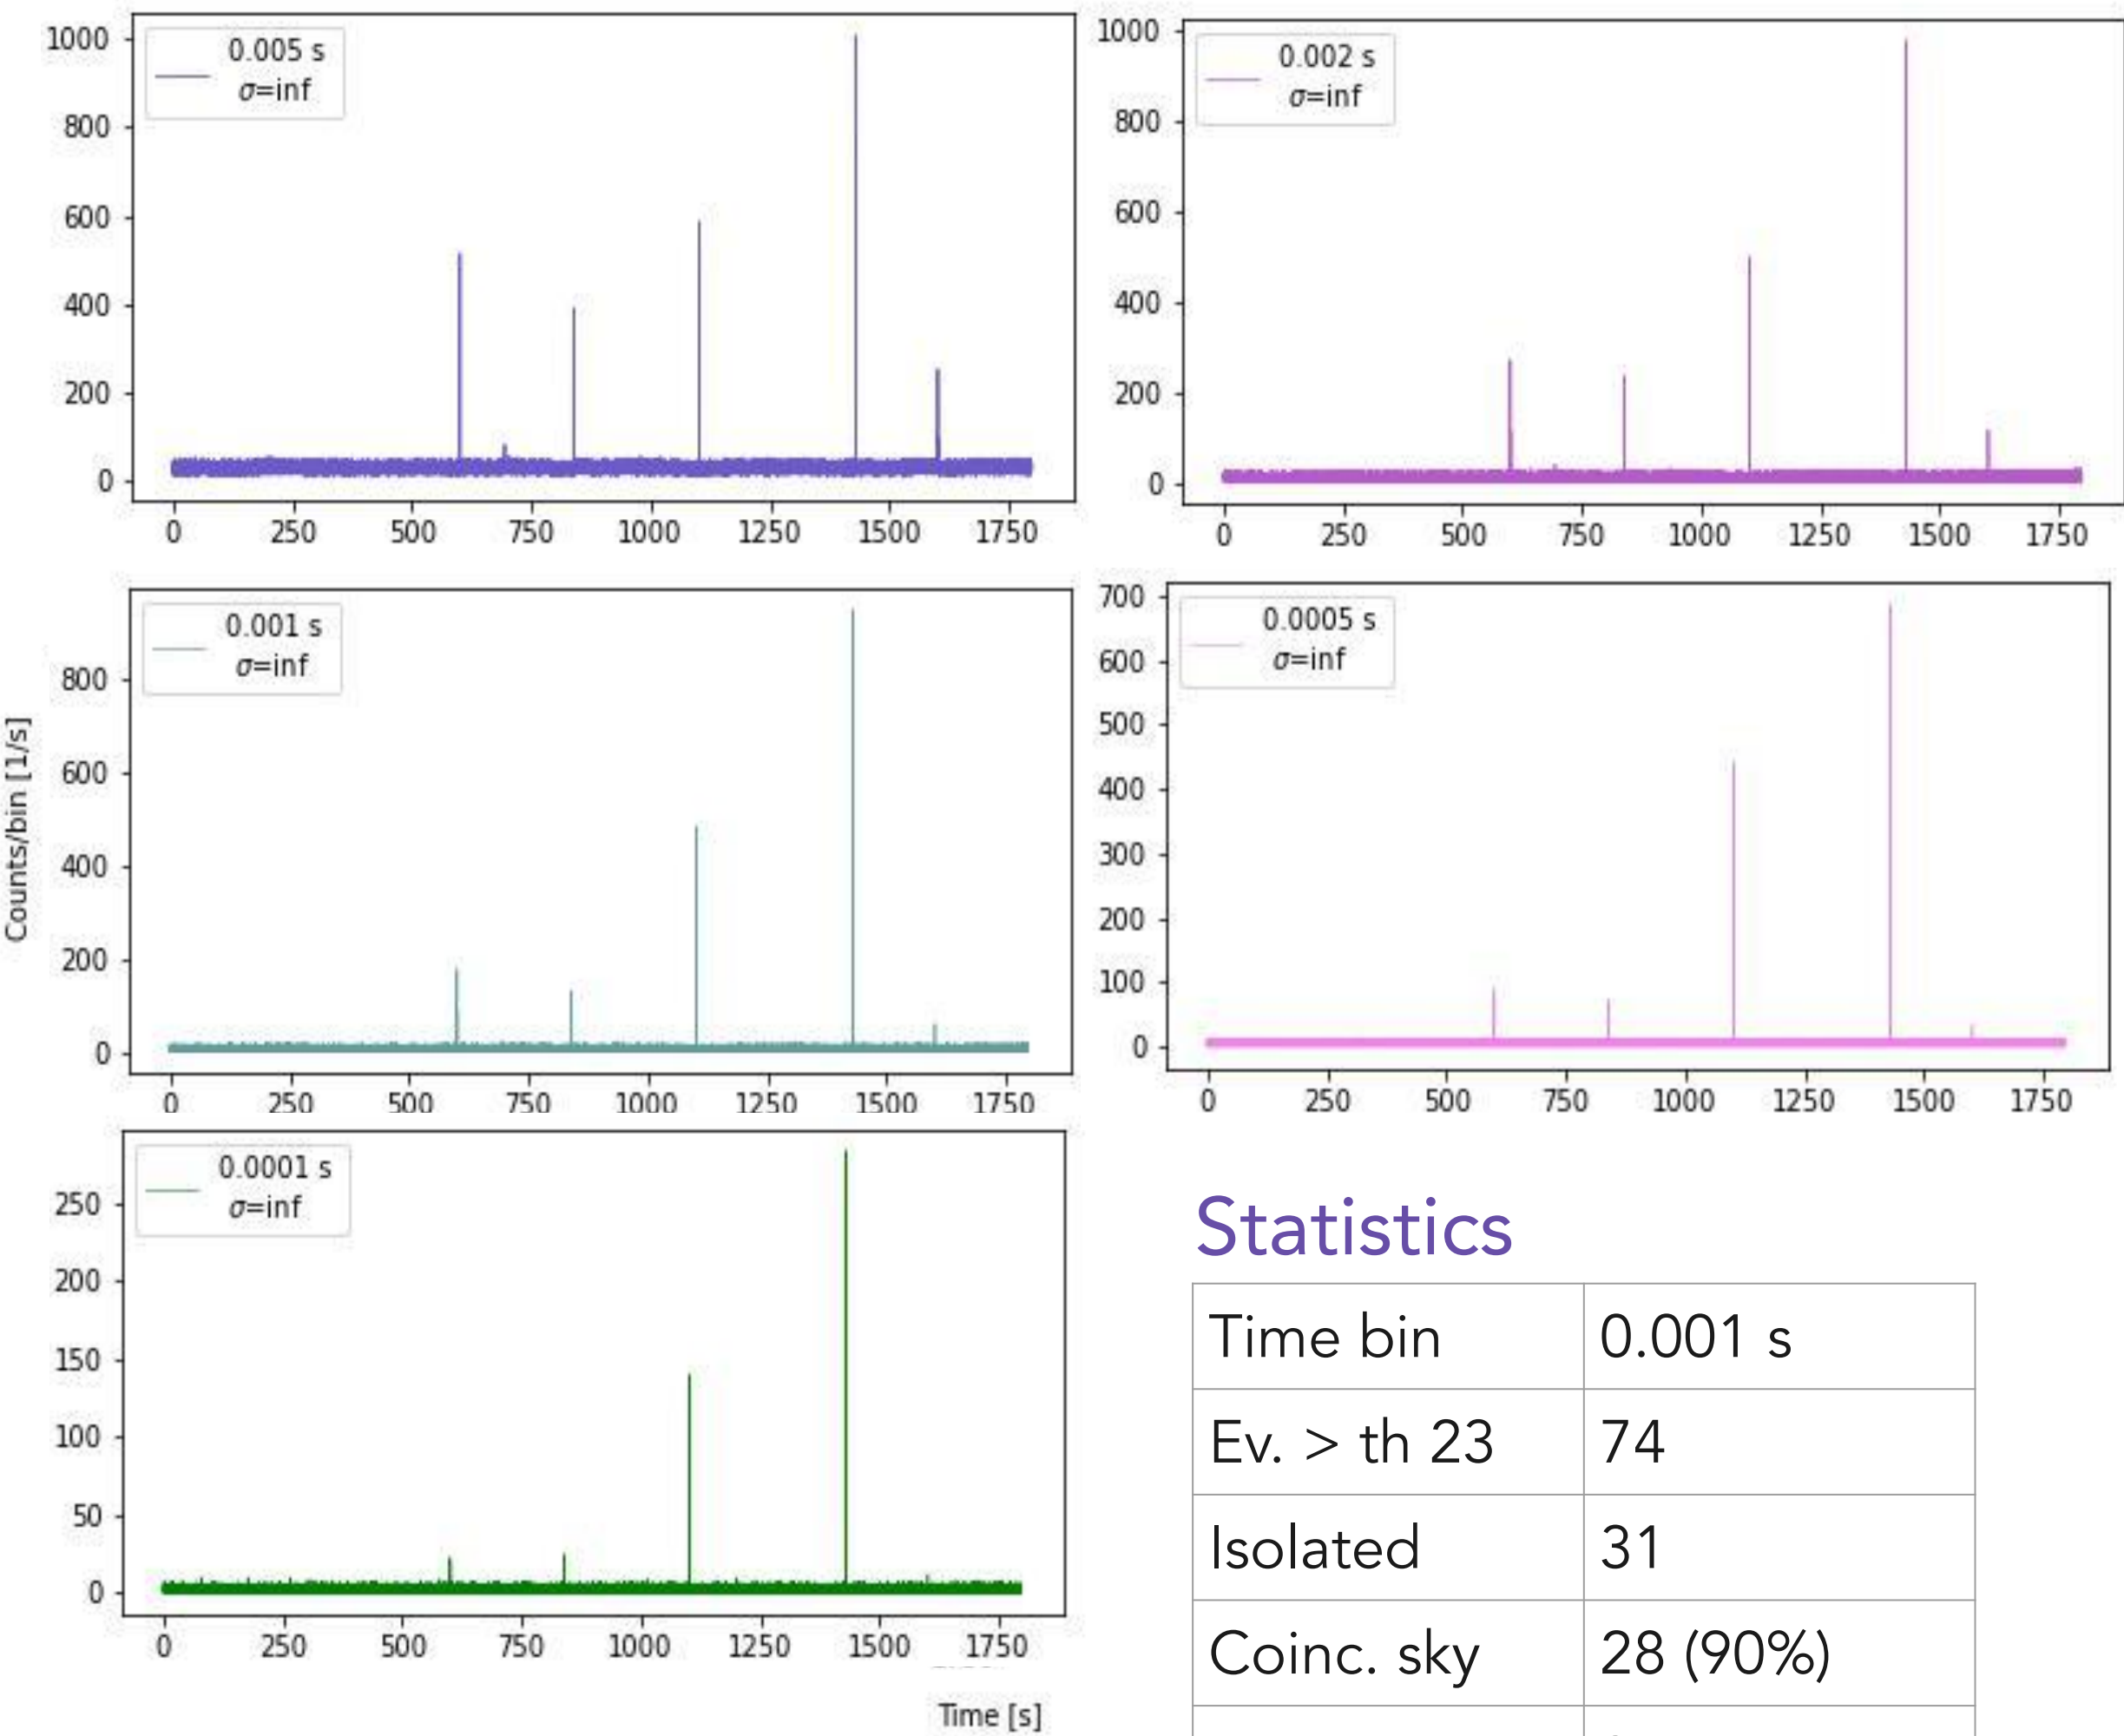 0.005 s
σ=inf
1000
800
600
400
200
0
0 250 500 750 1000 1250 1500 1750
0.002 s
σ=inf
1000
800
600
400
200
0
0 250 500 750 1000 1250 1500 1750
Counts/bin [1/s]
0.001 s
σ=inf
800
600
400
200
0
0 250 500 750 1000 1250 1500 1750
0.0005 s
σ=inf
700
600
500
400
300
200
100
0
0 250 500 750 1000 1250 1500 1750
0.0001 s
σ=inf
250
200
150
100
50
0
0 250 500 750 1000 1250 1500 1750
Time [s]
Statistics
Time bin 0.001 s
Ev. > th 23 74
Isolated 31
Coinc. sky 28 (90%)